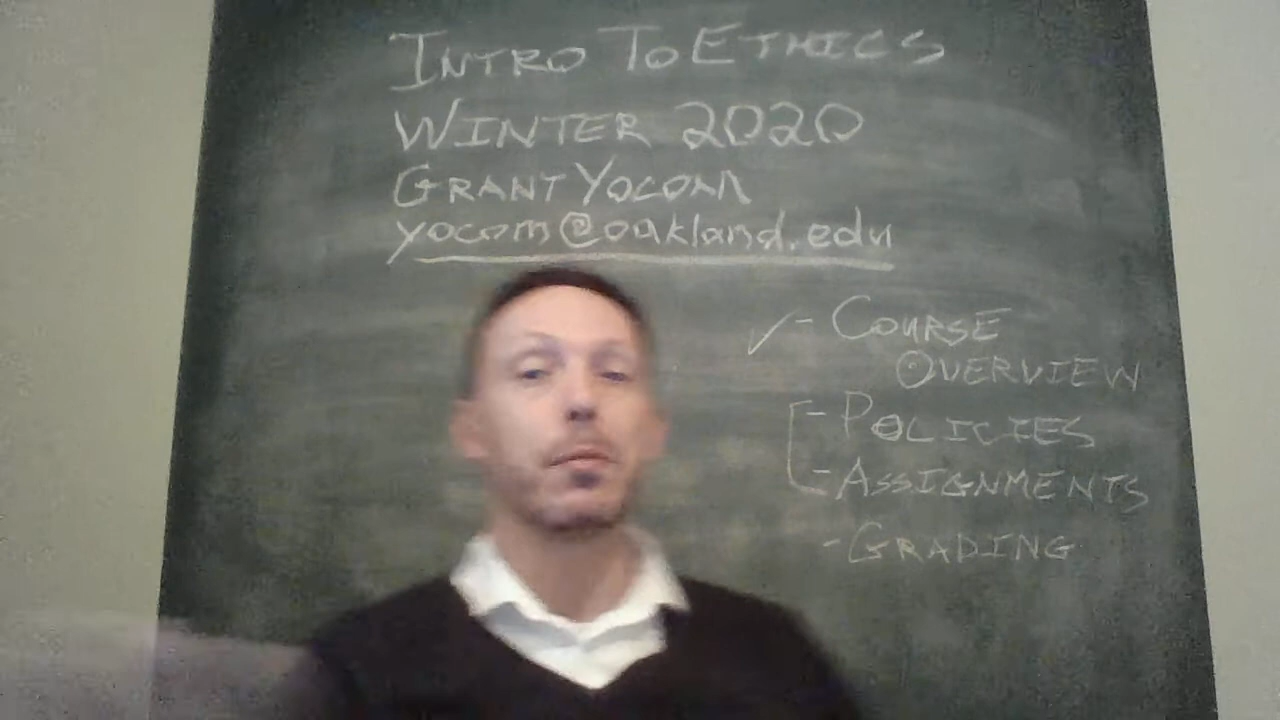 INTRO TO ETHICS
WINTER 2020
GRANT YOCOM
yocom@oakland.edu
✓ - COURSE
OVERVIEW
- POLICIES
- ASSIGNMENTS
- GRADING